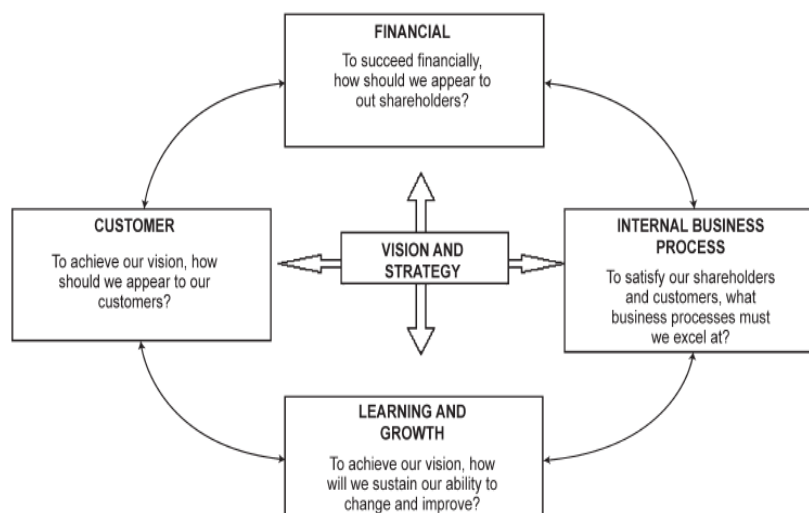 FINANCIAL
To succeed financially,
how should we appear to
out shareholders?
CUSTOMER
To achieve our vision, how
should we appear to our
customers?
VISION AND
STRATEGY
INTERNAL BUSINESS
PROCESS
To satisfy our shareholders
and customers, what
business processes must
we excel at?
LEARNING AND
GROWTH
To achieve our vision, how
will we sustain our ability to
change and improve?